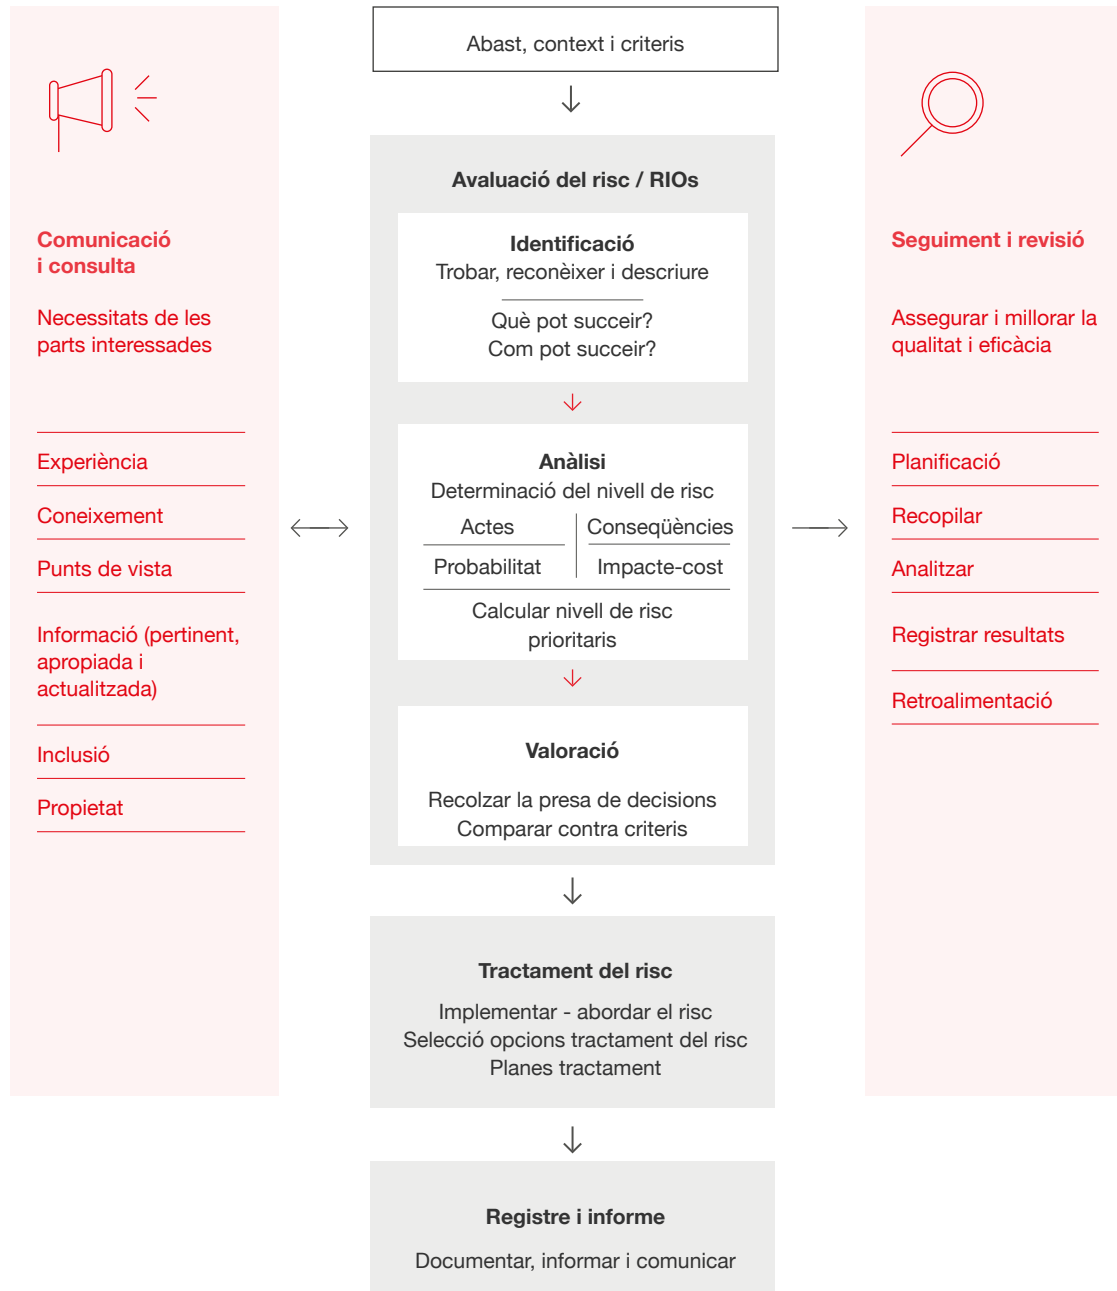 Abast, context i criteris
Comunicació
i consulta
Necessitats de les
parts interessades
Experiència
Coneixement
Punts de vista
Informació (pertinent,
apropiada i
actualitzada)
Inclusió
Propietat
Avaluació del risc / RIOs
Identificació
Trobar, reconèixer i descriure
Què pot succeir?
Com pot succeir?
Anàlisi
Determinació del nivell de risc
Actes
Conseqüències
Probabilitat
Impacte-cost
Calcular nivell de risc
prioritaris
Valoració
Recolzar la presa de decisions
Comparar contra criteris
Tractament del risc
Implementar - abordar el risc
Selecció opcions tractament del risc
Planes tractament
Registre i informe
Documentar, informar i comunicar
Seguiment i revisió
Assegurar i millorar la
qualitat i eficàcia
Planificació
Recopilar
Analitzar
Registrar resultats
Retroalimentació